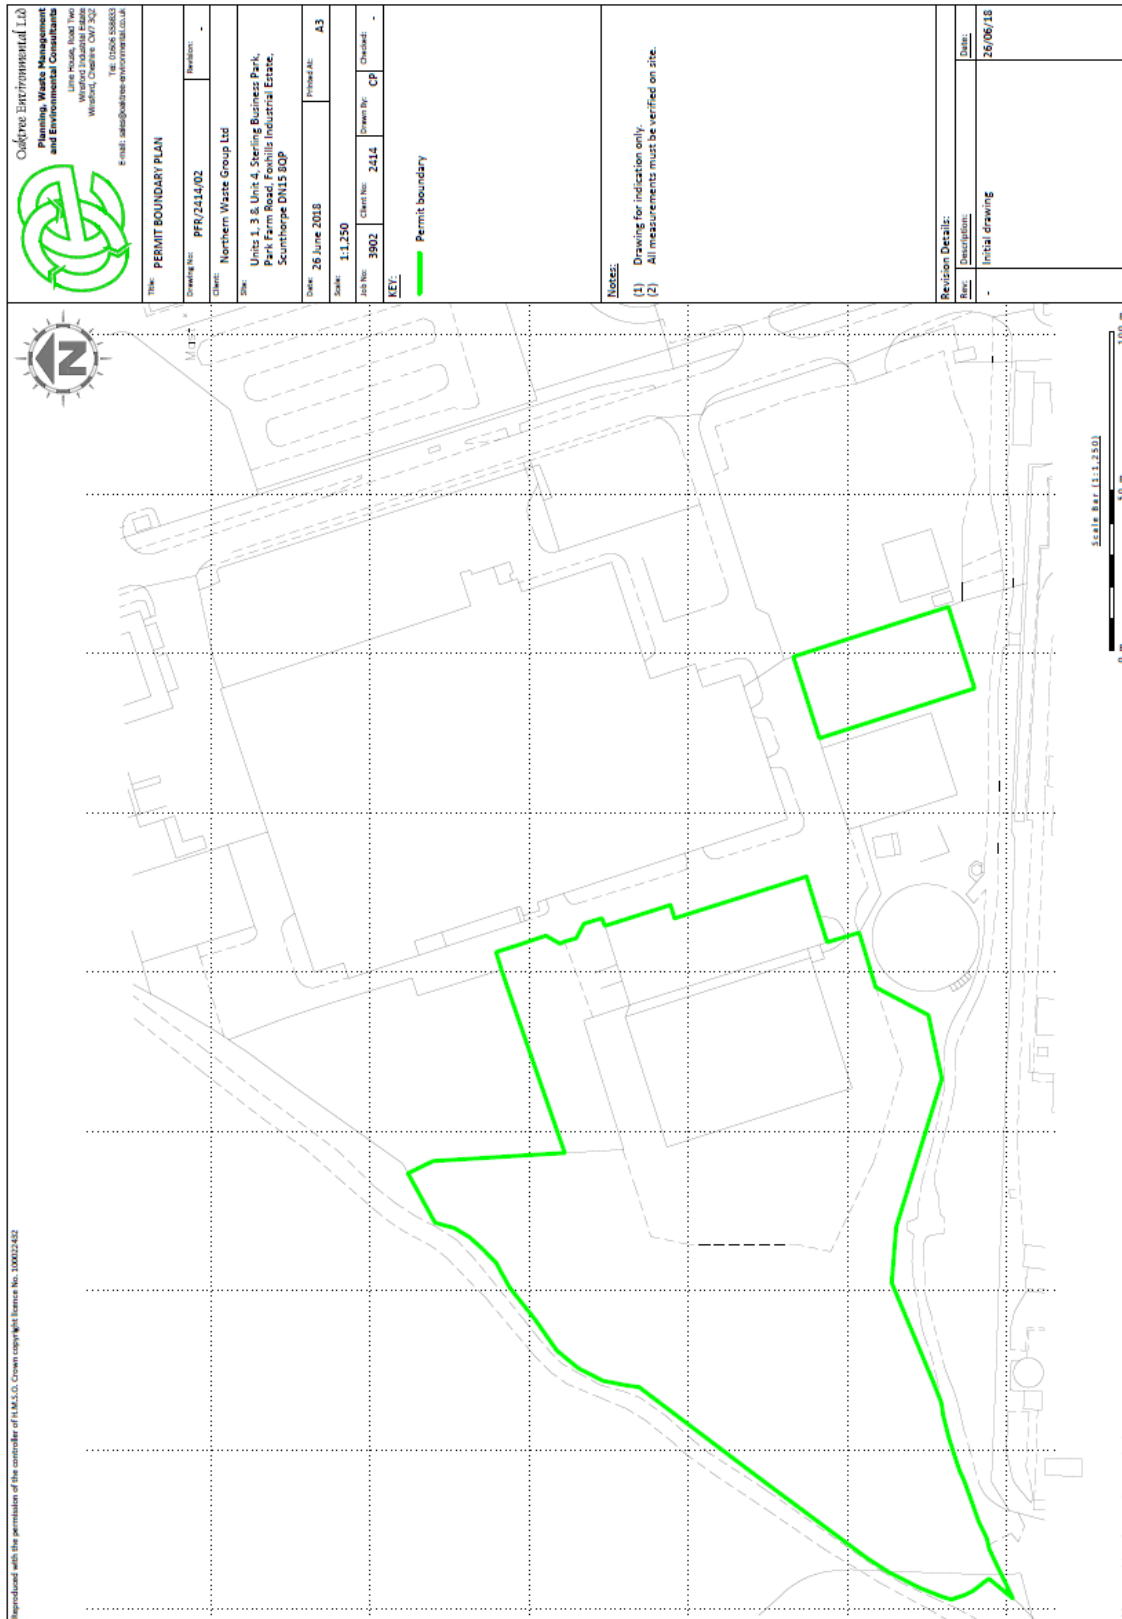 Reproduced with the permission of the controller of H.M.S.O. Crown copyright licence No. 100022432
N
Scale Bar (1:1,250)
0 m
50 m
100 m
Oaktree Environmental Ltd
Planning, Waste Management
and Environmental Consultants
Lime House, Road Two
Winsford Industrial Estate
Winsford, Cheshire CW7 3QZ
Tel: 01606 558833
E-mail: sales@oaktree-environmental.co.uk
Title: PERMIT BOUNDARY PLAN
Drawing No: PFR/2414/02 Revision: -
Client: Northern Waste Group Ltd
Site: Units 1, 3 & Unit 4, Sterling Business Park,
Park Farm Road, Foxhills Industrial Estate,
Scunthorpe DN15 8QP
Date: 26 June 2018 Printed At: A3
Scale: 1:1,250
Job No: 3902 Client No: 2414 Drawn By: CP Checked: -
KEY:
Permit boundary
Notes:
(1) Drawing for indication only.
(2) All measurements must be verified on site.
Revision Details:
Rev: Description: Date:
- Initial drawing 26/06/18